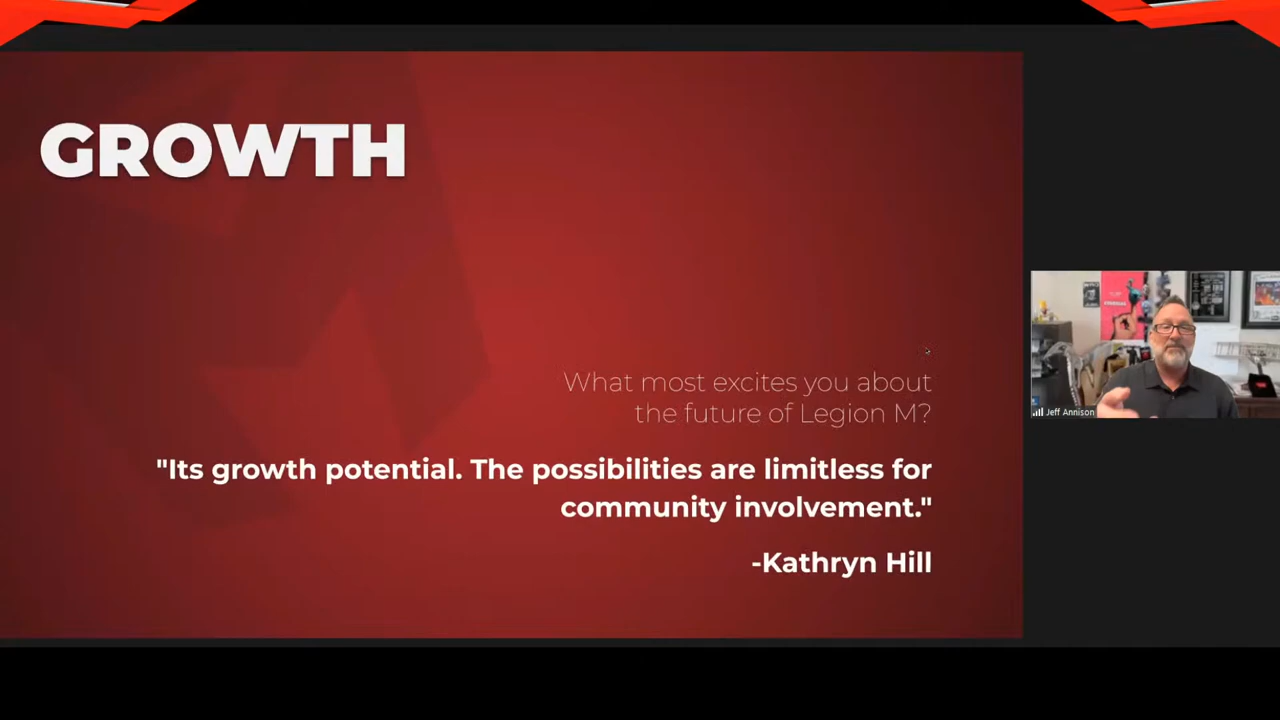 GROWTH
What most excites you about
the future of Legion M?
"Its growth potential. The possibilities are limitless for
community involvement."
-Kathryn Hill
Jeff Annison